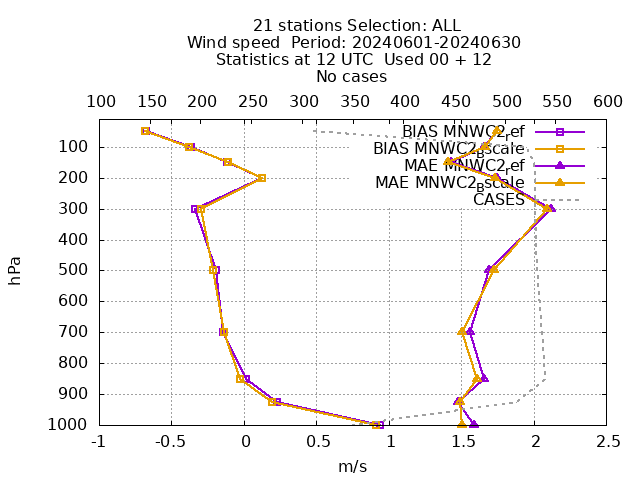 21 stations Selection: ALL
Wind speed  Period: 20240601-20240630
Statistics at 12 UTC  Used 00 + 12
No cases
100 150 200 250 300 350 400 450 500 550 600
BIAS MNWC2_ref
BIAS MNWC2_Bscale
MAE MNWC2_ref
MAE MNWC2_Bscale
CASES
100
200
300
400
500
600
700
800
900
1000
hPa
-1 -0.5 0 0.5 1 1.5 2 2.5
m/s